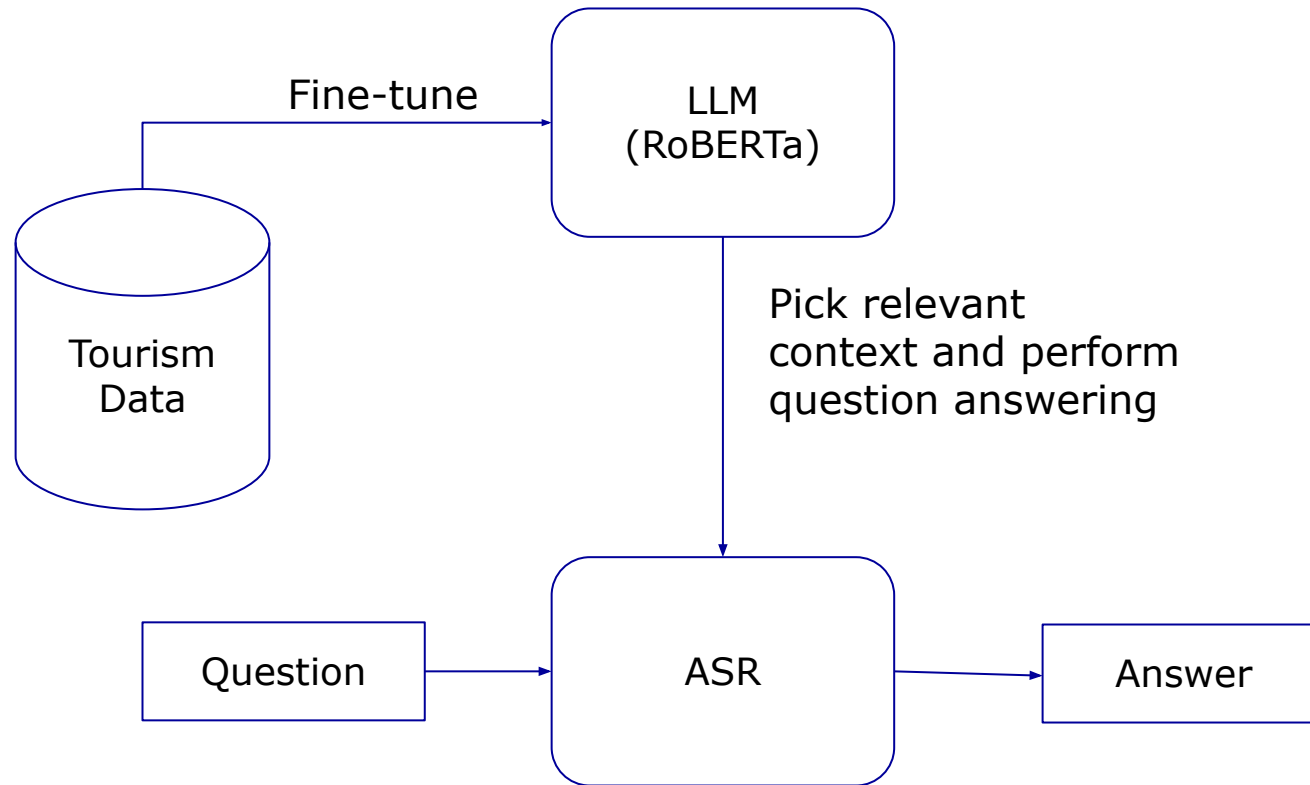 Fine-tune
LLM
(RoBERTa)
Tourism
Data
Pick relevant
context and perform
question answering
Question
ASR
Answer